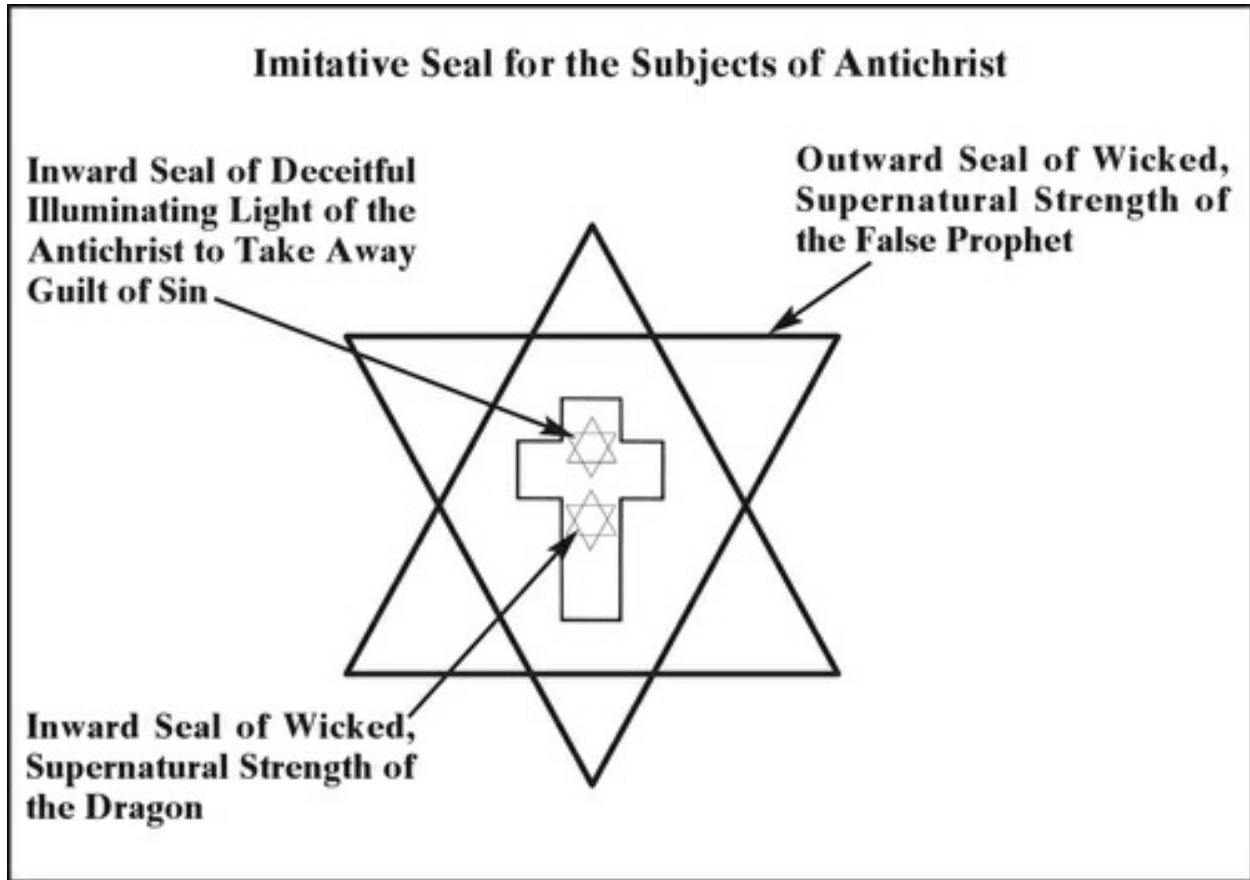 Imitative Seal for the Subjects of Antichrist
Inward Seal of Deceitful
Illuminating Light of the
Antichrist to Take Away
Guilt of Sin
Outward Seal of Wicked,
Supernatural Strength of
the False Prophet
Inward Seal of Wicked,
Supernatural Strength of
the Dragon